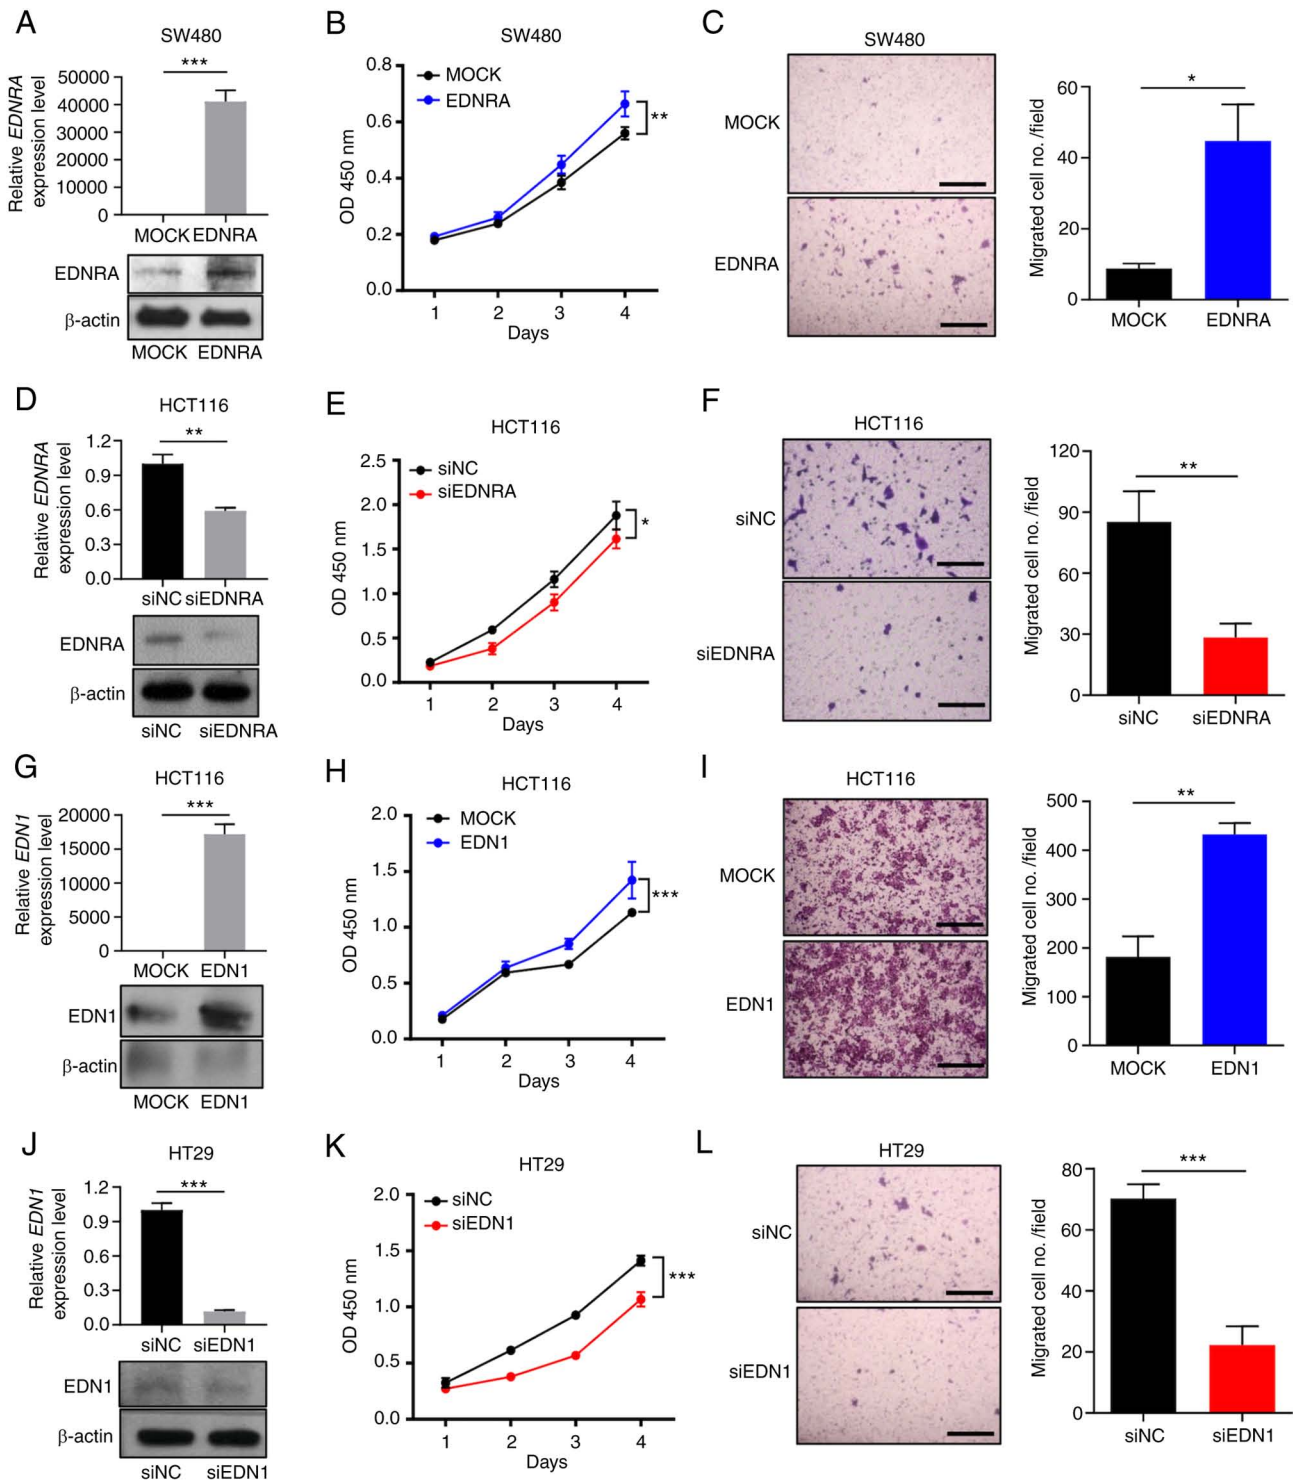 A
SW480
Relative EDNRA
expression level
***
50000
40000
30000
20000
10000
0
MOCK EDNRA
EDNRA
β-actin
MOCK EDNRA
B
SW480
OD 450 nm
0.8
0.6
0.4
0.2
0.0
MOCK
EDNRA
**
1 2 3 4
Days
C
SW480
MOCK
EDNRA
Migrated cell no./field
60
40
20
0
*
MOCK EDNRA
D
HCT116
Relative EDNRA
expression level
**
1.2
0.9
0.6
0.3
0.0
siNC siEDNRA
EDNRA
β-actin
siNC siEDNRA
E
HCT116
OD 450 nm
2.5
2.0
1.5
1.0
0.5
0.0
siNC
siEDNRA
*
1 2 3 4
Days
F
HCT116
siNC
siEDNRA
Migrated cell no./field
120
90
60
30
0
**
siNC siEDNRA
G
HCT116
Relative EDN1
expression level
***
20000
15000
10000
5000
0
MOCK EDN1
EDN1
β-actin
MOCK EDN1
H
HCT116
OD 450 nm
2.0
1.5
1.0
0.5
0.0
MOCK
EDN1
***
1 2 3 4
Days
I
HCT116
MOCK
EDN1
Migrated cell no./field
500
400
300
200
100
0
**
MOCK EDN1
J
HT29
Relative EDN1
expression level
***
1.2
0.9
0.6
0.3
0.0
siNC siEDN1
EDN1
β-actin
siNC siEDN1
K
HT29
OD 450 nm
2.0
1.5
1.0
0.5
0.0
siNC
siEDN1
***
1 2 3 4
Days
L
HT29
siNC
siEDN1
Migrated cell no./field
80
60
40
20
0
***
siNC siEDN1